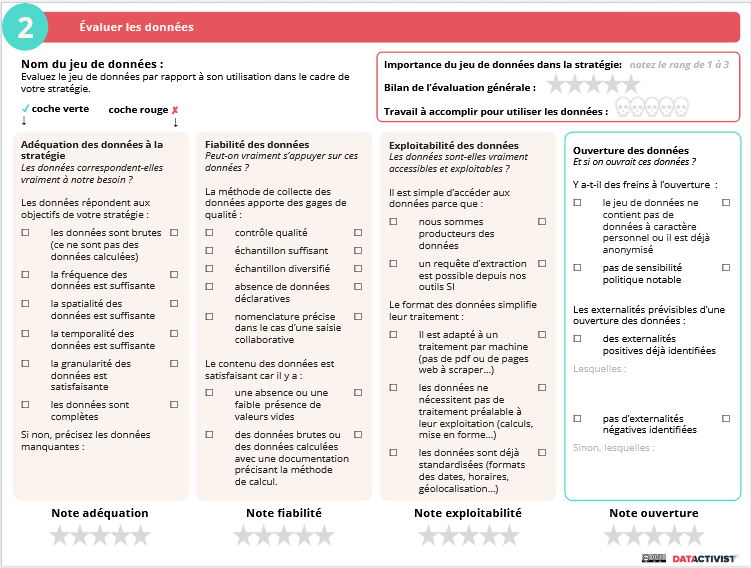 2
Évaluer les données
Nom du jeu de données :
Evaluez le jeu de données par rapport à son utilisation dans le cadre de
votre stratégie.
✓ coche verte coche rouge ✗
↓ ↓
Importance du jeu de données dans la stratégie: notez le rang de 1 à 3
Bilan de l'évaluation générale :
Travail à accomplir pour utiliser les données :
Adéquation des données à la
stratégie
Les données correspondent-elles
vraiment à notre besoin ?
Les données répondent aux
objectifs de votre stratégie :
les données sont brutes
(ce ne sont pas des
données calculées)
la fréquence des
données est suffisante
la spatialité des
données est suffisante
la temporalité des
données est suffisante
la granularité des
données est
satisfaisante
les données sont
complètes
Si non, précisez les données
manquantes :
Note adéquation
Fiabilité des données
Peut-on vraiment s'appuyer sur ces
données ?
La méthode de collecte des
données apporte des gages de
qualité :
contrôle qualité
échantillon suffisant
échantillon diversifié
absence de données
déclaratives
nomenclature précise
dans le cas d'une saisie
collaborative
Le contenu des données est
satisfaisant car il y a :
une absence ou une
faible présence de
valeurs vides
des données brutes ou
des données calculées
avec une documentation
précisant la méthode
de calcul.
Note fiabilité
Exploitabilité des données
Les données sont-elles vraiment
accessibles et exploitables ?
Il est simple d'accéder aux
données parce que :
nous sommes
producteurs des
données
un requête d'extraction
est possible depuis nos
outils SI
Le format des données simplifie
leur traitement :
Il est adapté à un
traitement par machine
(pas de pdf ou de pages
web à scraper...)
les données ne
nécessitent pas de
traitement préalable à
leur exploitation (calculs,
mise en forme...)
les données sont déjà
standardisées (formats
des dates, horaires,
géolocalisation...)
Note exploitabilité
Ouverture des données
Et si on ouvrait ces données ?
Y a-t-il des freins à l'ouverture :
le jeu de données ne
contient pas de
données à caractère
personnel ou il est déjà
anonymisé
pas de sensibilité
politique notable
Les externalités prévisibles d'une
ouverture des données :
des externalités
positives déjà identifiées
Lesquelles :
pas d'externalités
négatives identifiées
Sinon, lesquelles :
Note ouverture
DATACTIVIST